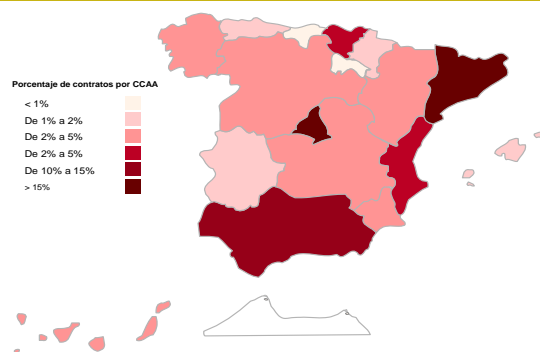 Porcentaje de contratos por CCAA
< 1%
De 1% a 2%
De 2% a 5%
De 2% a 5%
De 10% a 15%
> 15%